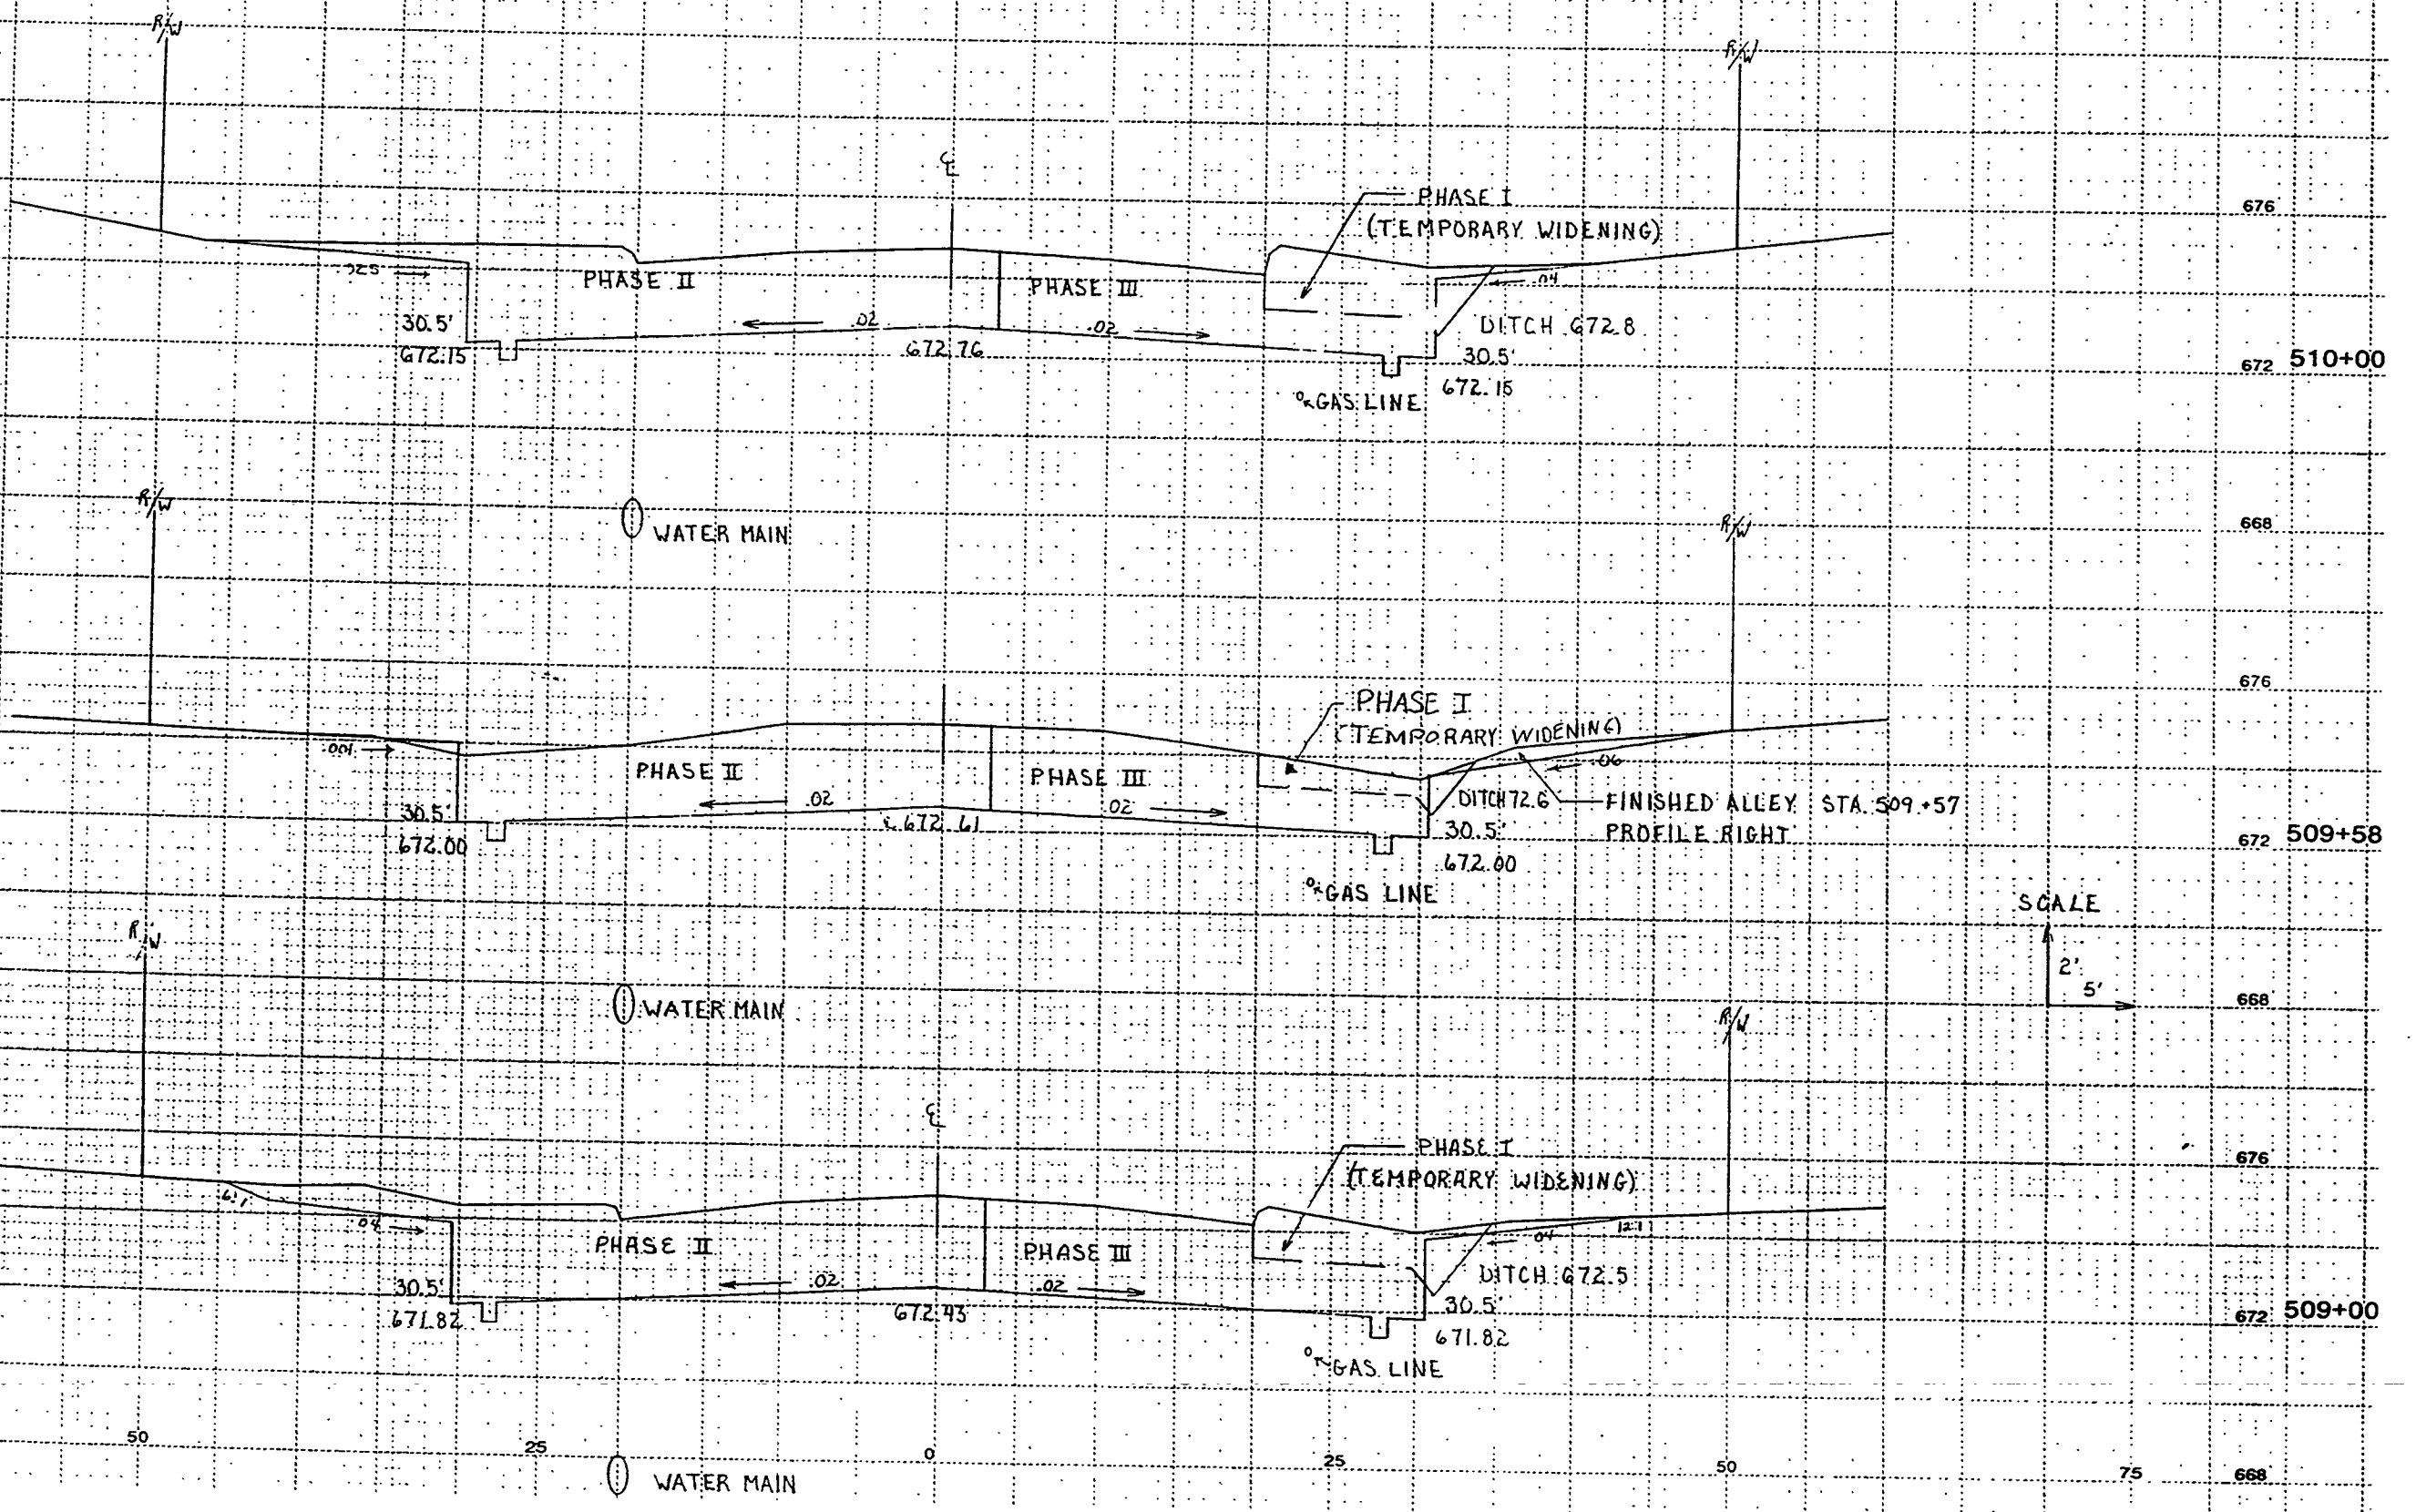 R/W
R/W
℄
PHASE I
(TEMPORARY WIDENING)
676
.025
PHASE II
PHASE III
.04
30.5'
.02
.02
DITCH 672.8
672.15
672.76
30.5'
672 510+00
GAS LINE
672.15
R/W
WATER MAIN
R/W
668
676
PHASE I
(TEMPORARY WIDENING)
.001
PHASE II
PHASE III
.06
.02
.02
DITCH 72.6
FINISHED ALLEY STA. 509+57
30.5'
℄ 672.61
30.5'
PROFILE RIGHT
672 509+58
672.00
672.00
GAS LINE
SCALE
R/W
2'
5'
WATER MAIN
R/W
668
℄
PHASE I
676
(TEMPORARY WIDENING)
6:1
.04
12:1
PHASE II
PHASE III
.04
30.5'
.02
.02
DITCH 672.5
671.82
672.43
30.5'
672 509+00
671.82
GAS LINE
50
25
0
25
50
75
668
WATER MAIN